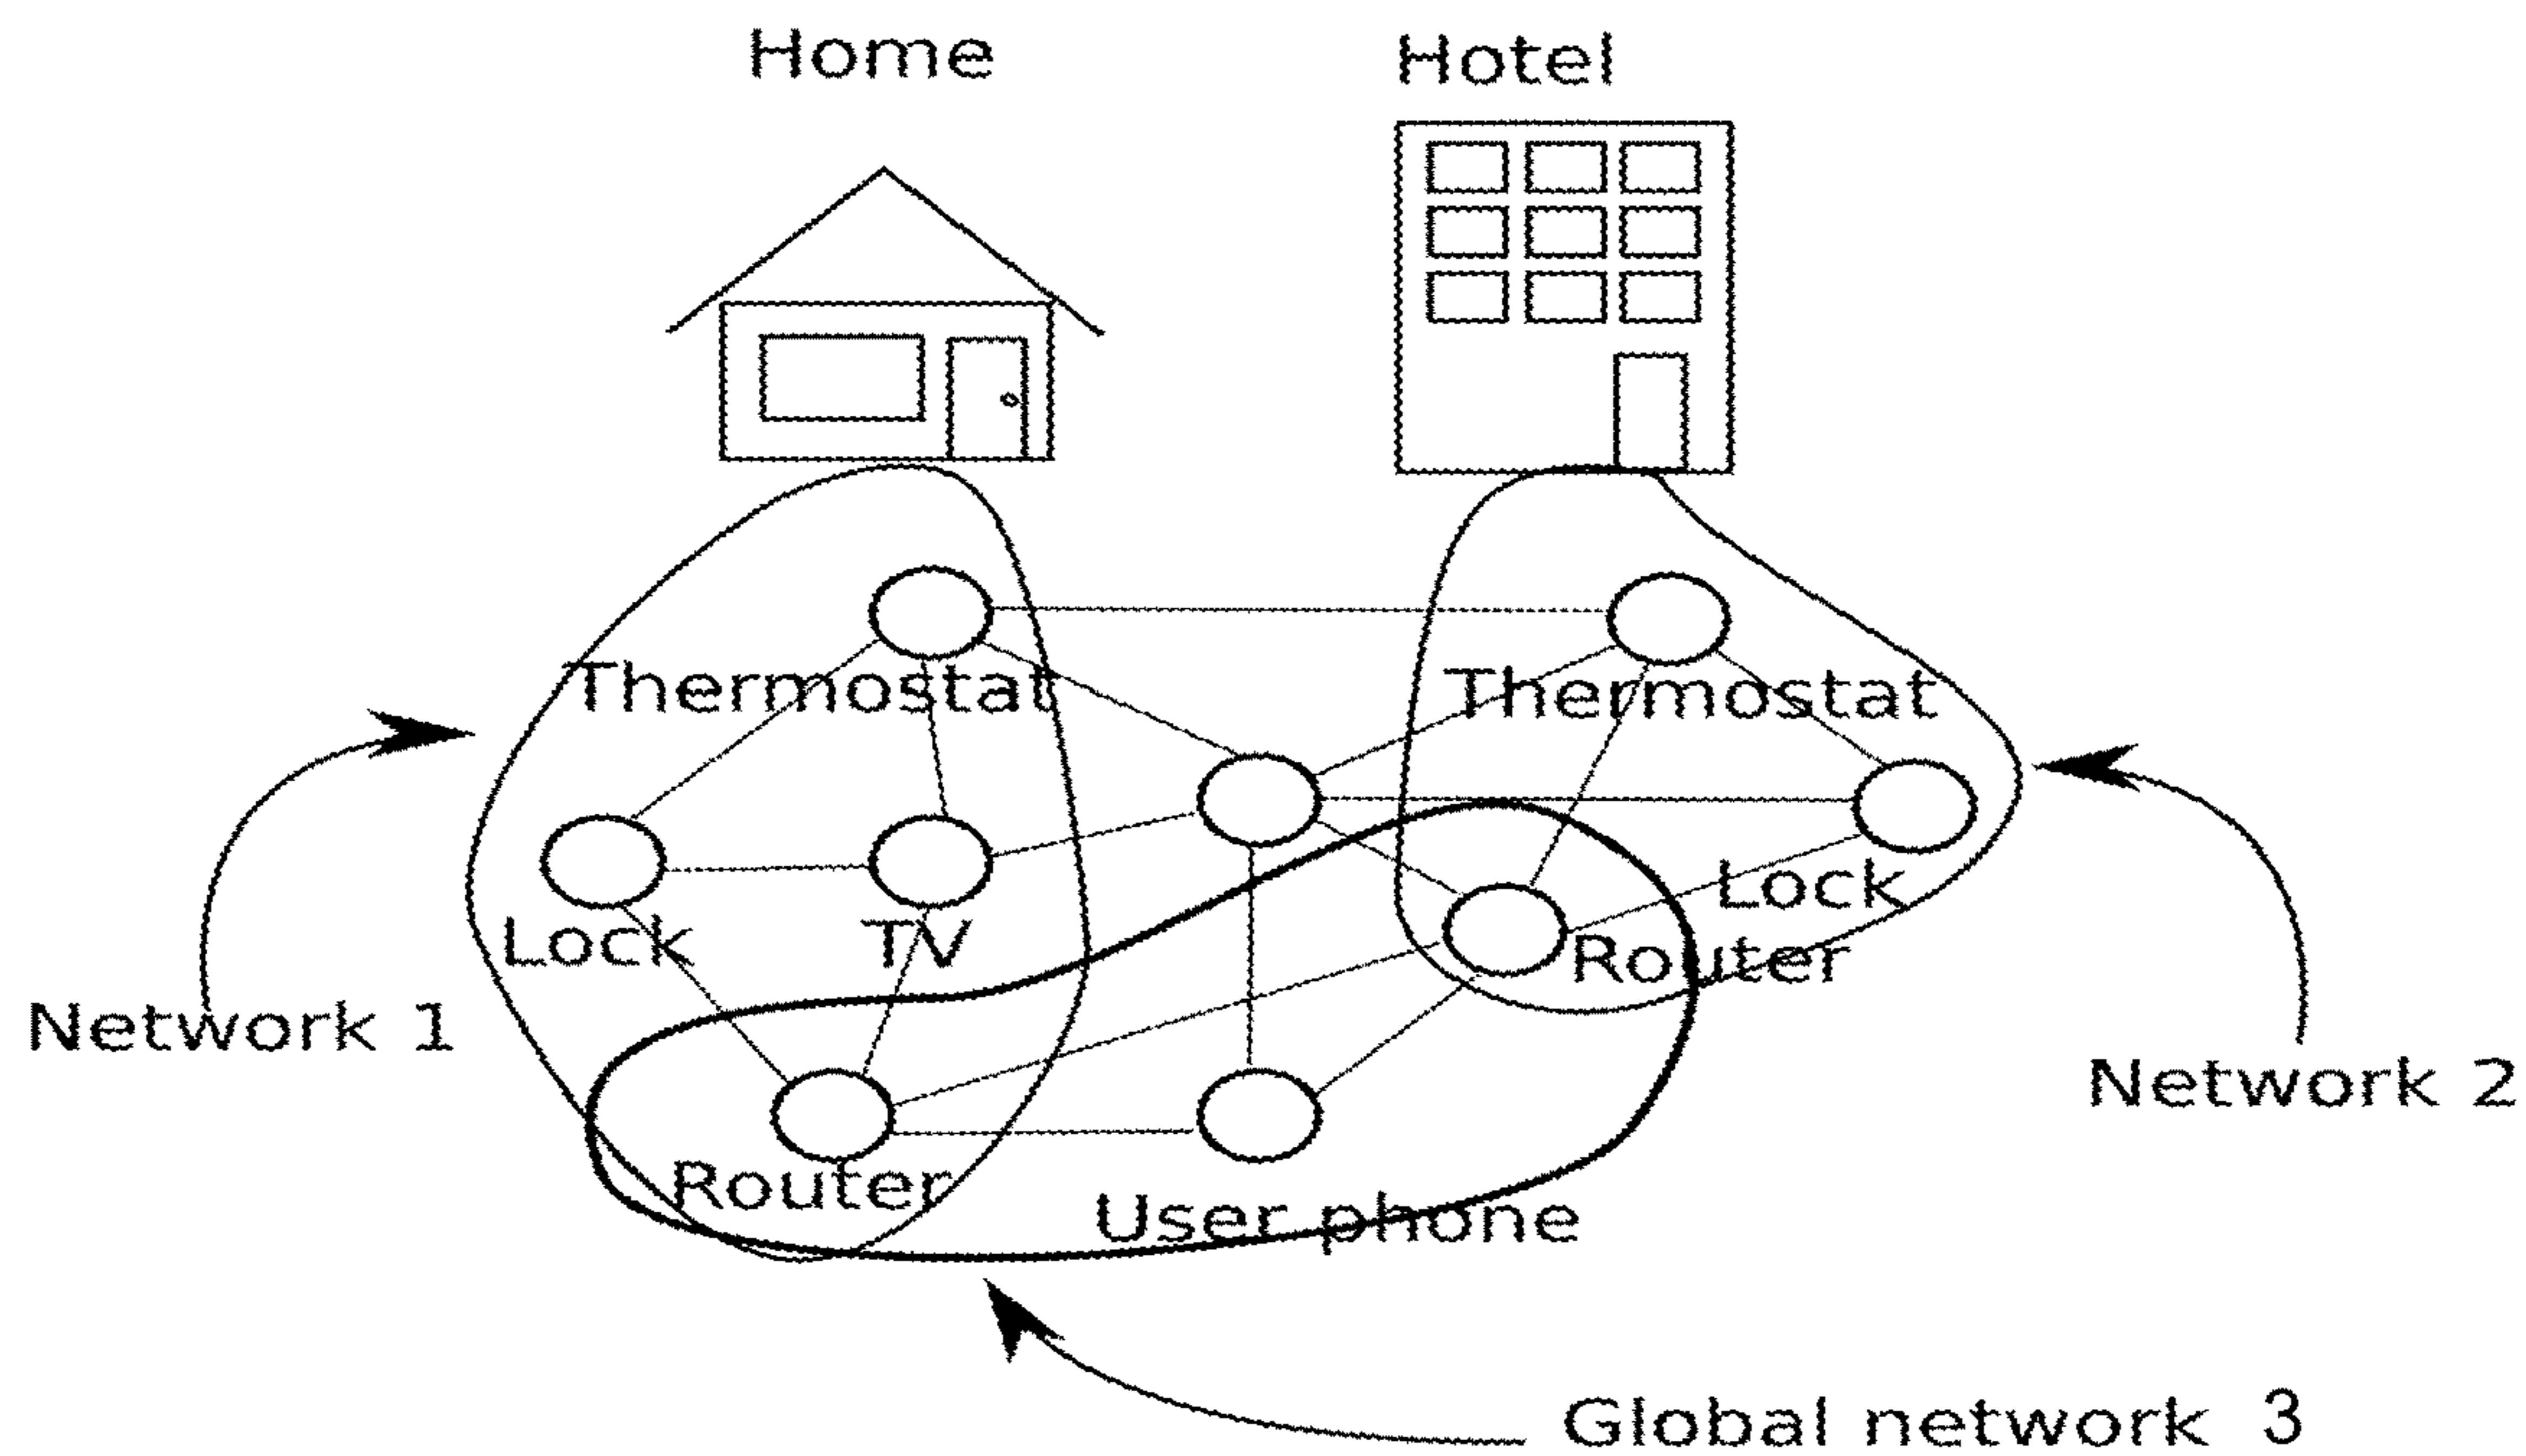 Home
Hotel
Thermostat
Thermostat
Lock
TV
Lock
Router
Network 1
Network 2
Router
User phone
Global network 3